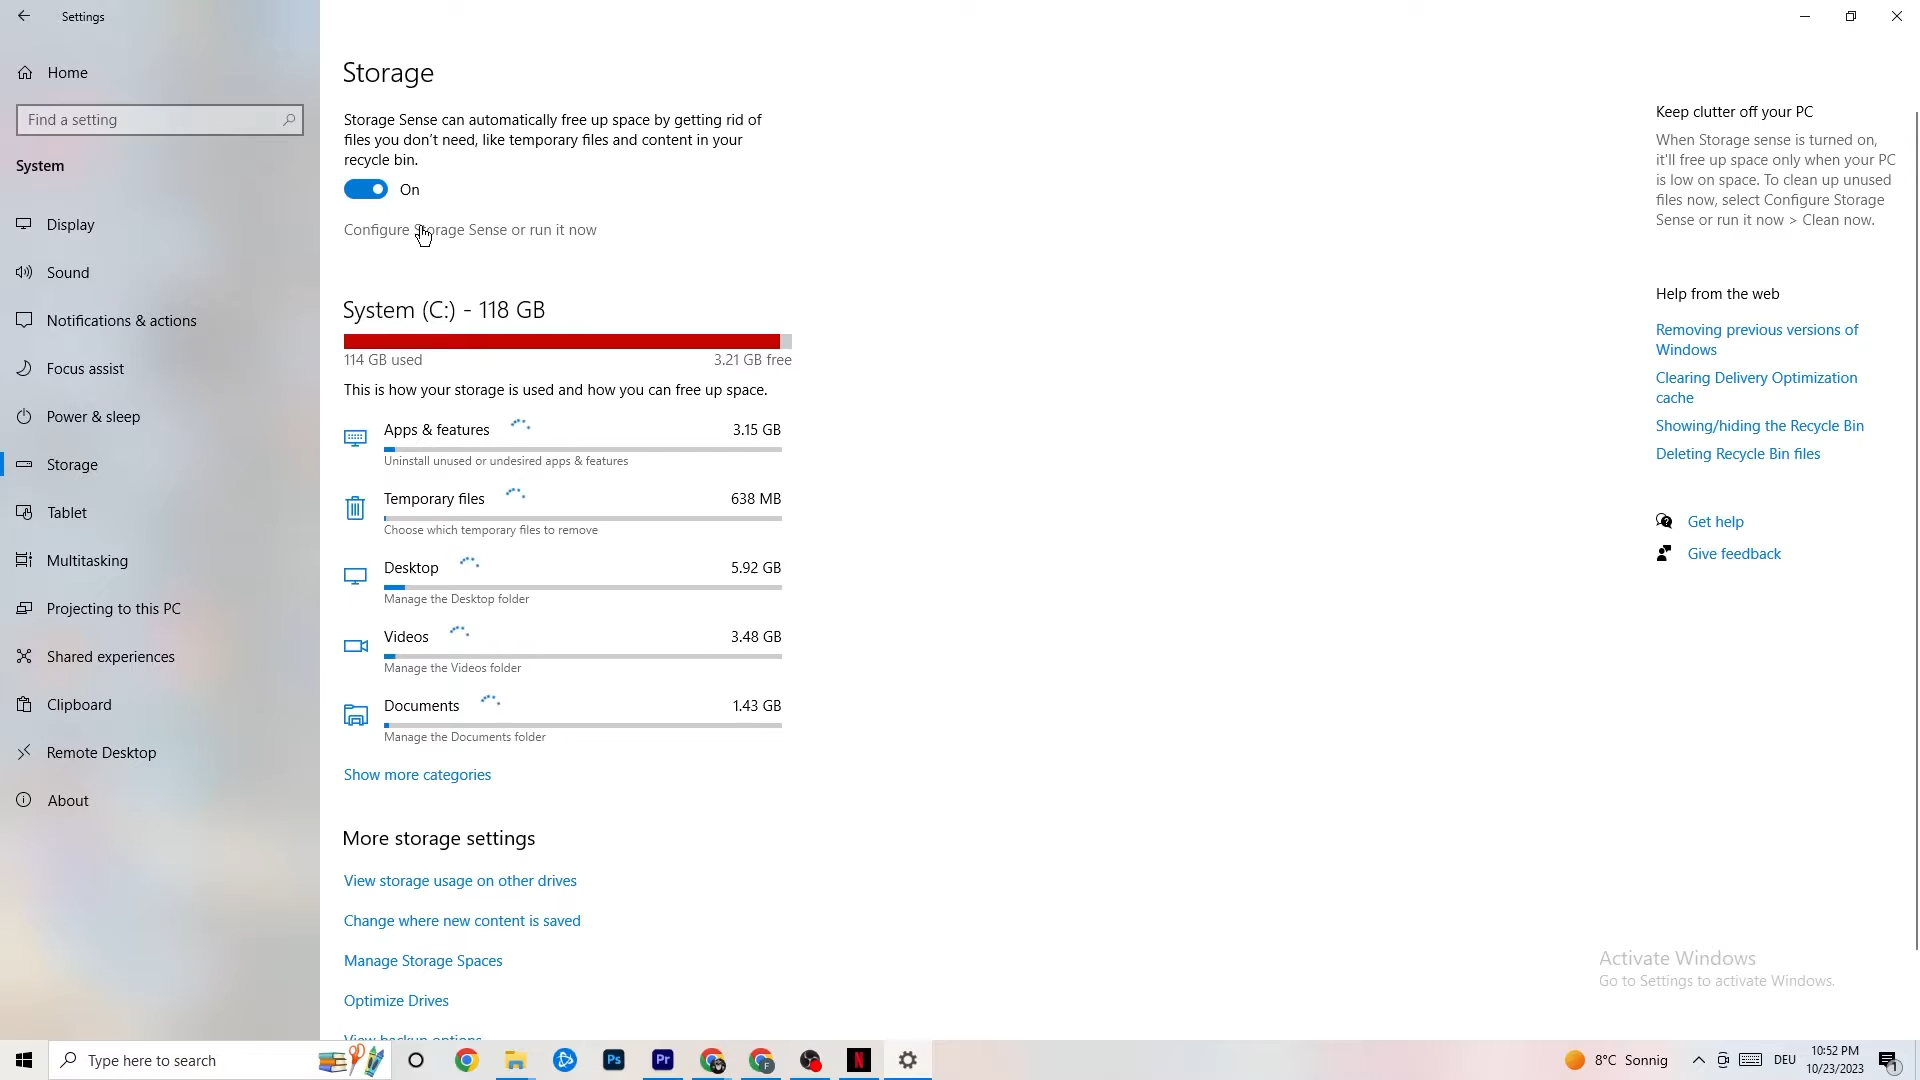 Settings
Home
Find a setting
System
Display
Sound
Notifications & actions
Focus assist
Power & sleep
Storage
Tablet
Multitasking
Projecting to this PC
Shared experiences
Clipboard
Remote Desktop
About
Storage
Storage Sense can automatically free up space by getting rid of
files you don't need, like temporary files and content in your
recycle bin.
On
Configure Storage Sense or run it now
System (C:) - 118 GB
114 GB used 3.21 GB free
This is how your storage is used and how you can free up space.
Apps & features 3.15 GB
Uninstall unused or undesired apps & features
Temporary files 638 MB
Choose which temporary files to remove
Desktop 5.92 GB
Manage the Desktop folder
Videos 3.48 GB
Manage the Videos folder
Documents 1.43 GB
Manage the Documents folder
Show more categories
More storage settings
View storage usage on other drives
Change where new content is saved
Manage Storage Spaces
Optimize Drives
View backup options
Keep clutter off your PC
When Storage sense is turned on,
it'll free up space only when your PC
is low on space. To clean up unused
files now, select Configure Storage
Sense or run it now > Clean now.
Help from the web
Removing previous versions of
Windows
Clearing Delivery Optimization
cache
Showing/hiding the Recycle Bin
Deleting Recycle Bin files
Get help
Give feedback
Activate Windows
Go to Settings to activate Windows.
Type here to search
Ps
Pr
F
N
8°C Sonnig
DEU
10:52 PM
10/23/2023
1